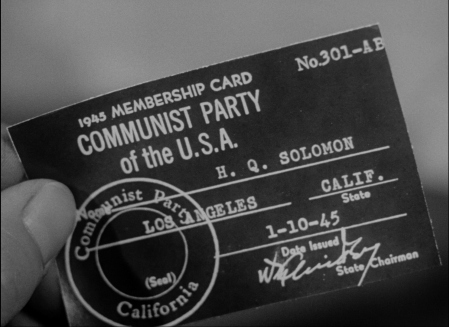 No.301-AB
1945 MEMBERSHIP CARD
COMMUNIST PARTY
of the U.S.A.
H. Q. SOLOMON
LOS ANGELES CALIF.
State
1-10-45
Date Issued
State Chairman
Communist Party
(Seal)
California